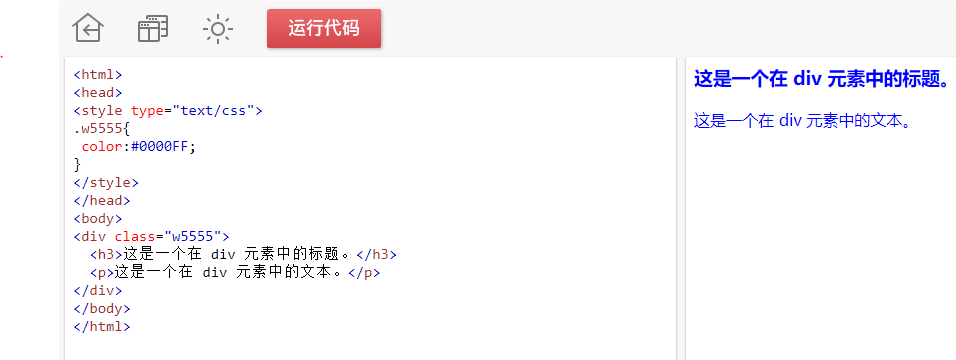 运行代码
<html>
<head>
<style type="text/css">
.w5555{
 color:#0000FF;
}
</style>
</head>
<body>
<div class="w5555">
  <h3>这是一个在 div 元素中的标题。</h3>
  <p>这是一个在 div 元素中的文本。</p>
</div>
</body>
</html>
这是一个在 div 元素中的标题。
这是一个在 div 元素中的文本。